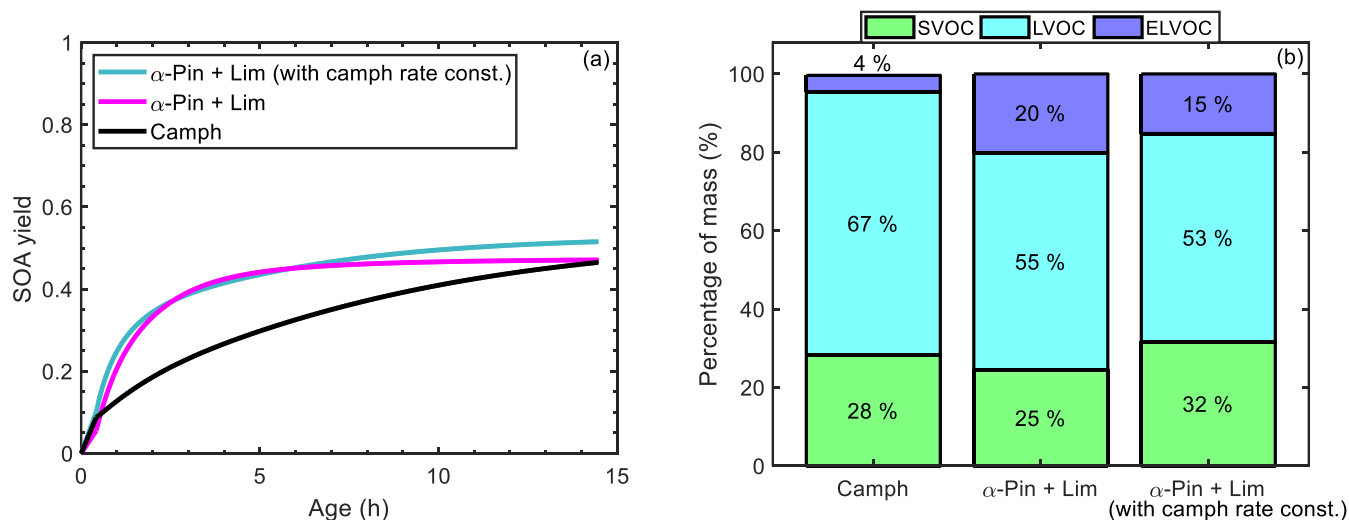 (a)
α-Pin + Lim (with camph rate const.)
α-Pin + Lim
Camph
SOA yield
1
0.8
0.6
0.4
0.2
0
0 5 10 15
Age (h)
SVOC LVOC ELVOC
(b)
Percentage of mass (%)
100
80
60
40
20
0
4 %
67 %
28 %
20 %
55 %
25 %
15 %
53 %
32 %
Camph α-Pin + Lim α-Pin + Lim
(with camph rate const.)